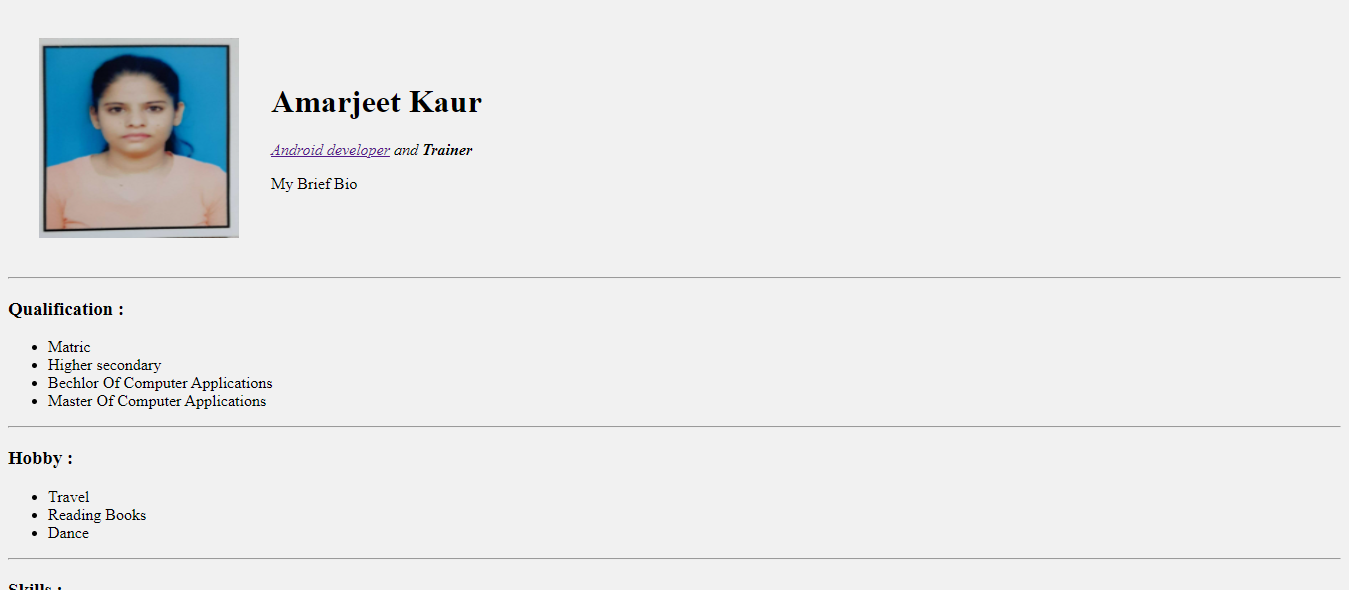 Amarjeet Kaur
Android developer and Trainer
My Brief Bio
Qualification :
Matric
Higher secondary
Bechlor Of Computer Applications
Master Of Computer Applications
Hobby :
Travel
Reading Books
Dance
Skills :